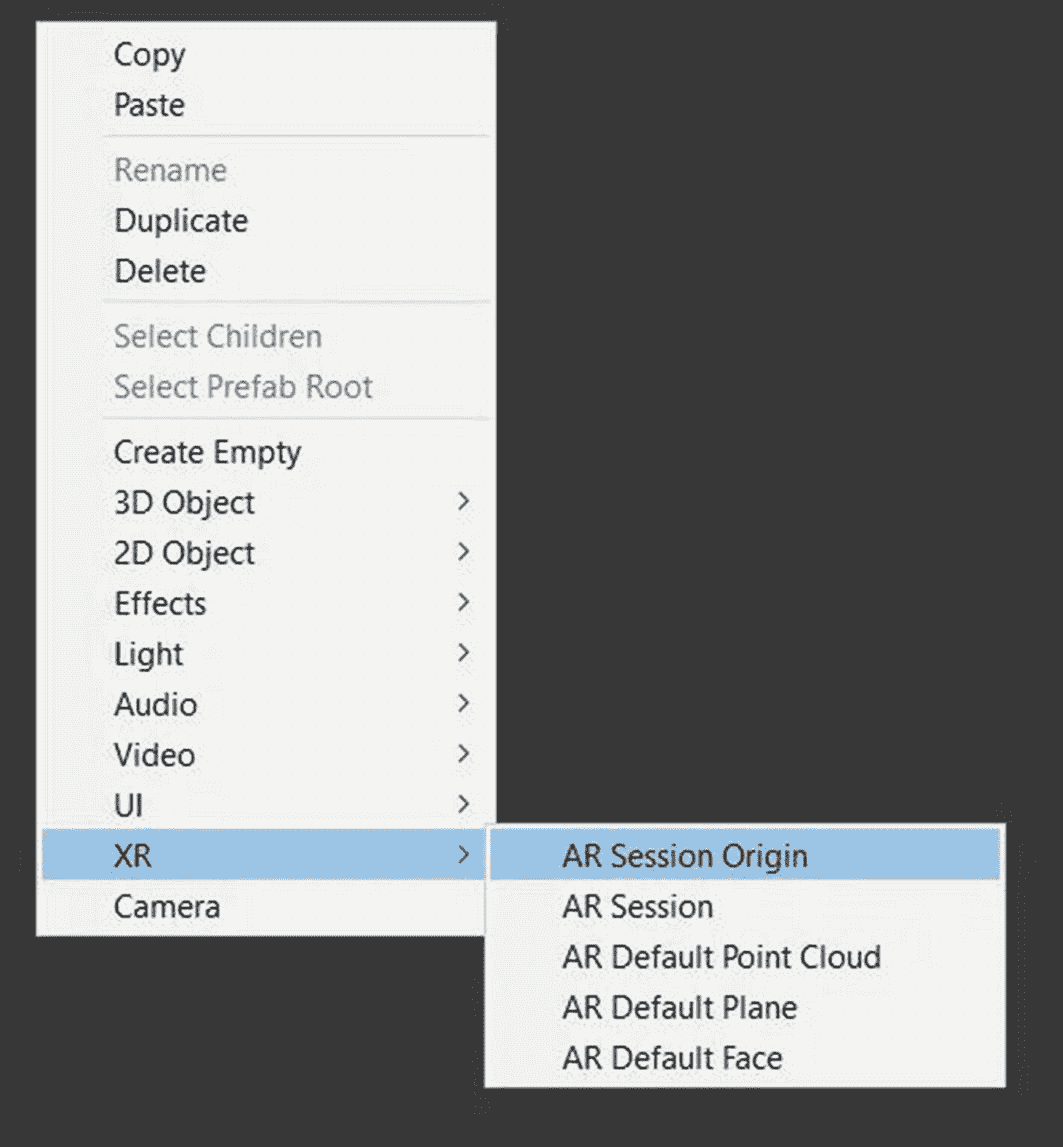 Copy
Paste
Rename
Duplicate
Delete
Select Children
Select Prefab Root
Create Empty
3D Object
2D Object
Effects
Light
Audio
Video
UI
XR
Camera
AR Session Origin
AR Session
AR Default Point Cloud
AR Default Plane
AR Default Face